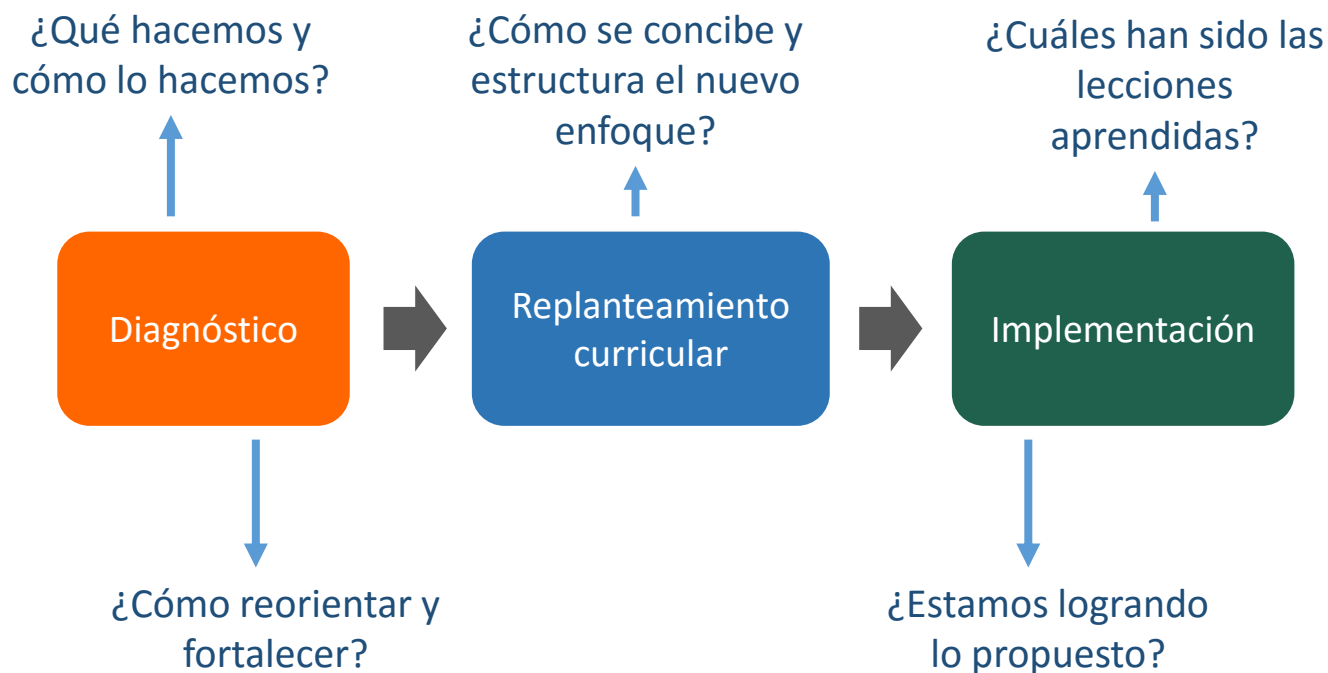 ¿Qué hacemos y
cómo lo hacemos?
¿Cómo se concibe y
estructura el nuevo
enfoque?
¿Cuáles han sido las
lecciones
aprendidas?
Diagnóstico
Replanteamiento
curricular
Implementación
¿Cómo reorientar y
fortalecer?
¿Estamos logrando
lo propuesto?